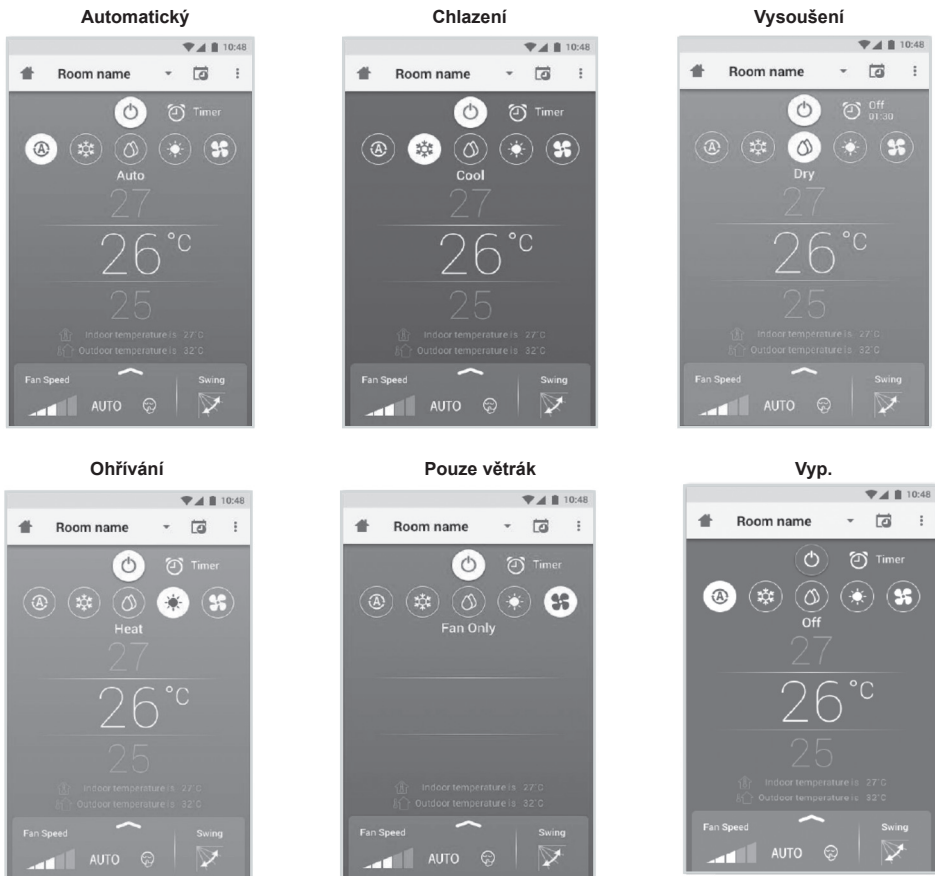 Automatický
10:48
Room name
Timer
Auto
27
26°C
25
Indoor temperature is 27°C
Outdoor temperature is 32°C
Fan Speed Swing
AUTO
Chlazení
10:48
Room name
Timer
Cool
27
26°C
25
Indoor temperature is 27°C
Outdoor temperature is 32°C
Fan Speed Swing
AUTO
Vysoušení
10:48
Room name
Off
01:30
Dry
27
26°C
25
Indoor temperature is 27°C
Outdoor temperature is 32°C
Fan Speed Swing
AUTO
Ohřívání
10:48
Room name
Timer
Heat
27
26°C
25
Indoor temperature is 27°C
Outdoor temperature is 32°C
Fan Speed Swing
AUTO
Pouze větrák
10:48
Room name
Timer
Fan Only
Indoor temperature is 27°C
Outdoor temperature is 32°C
Fan Speed Swing
AUTO
Vyp.
10:48
Room name
Timer
Off
27
26°C
25
Indoor temperature is 27°C
Outdoor temperature is 32°C
Fan Speed Swing
AUTO